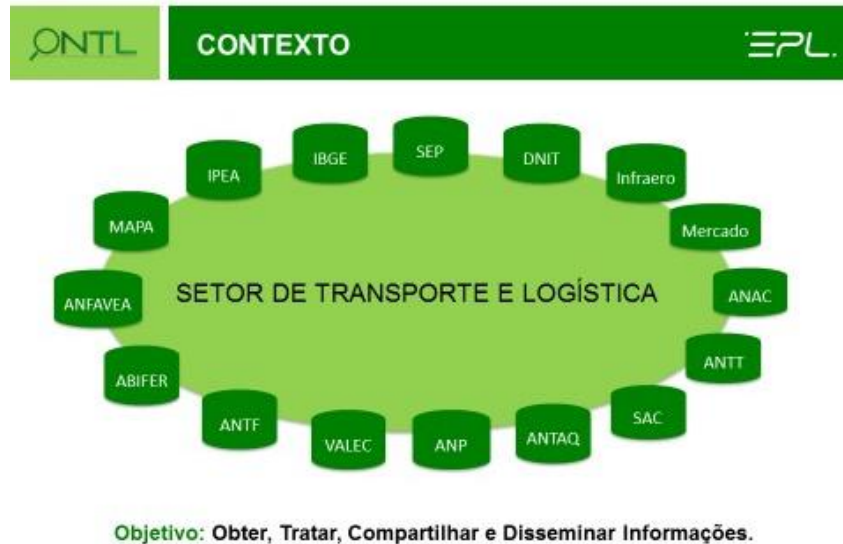 ONTL
CONTEXTO
EPL.
SEP
IBGE
DNIT
IPEA
Infraero
MAPA
Mercado
SETOR DE TRANSPORTE E LOGÍSTICA
ANFAVEA
ANAC
ABIFER
ANTT
ANTF
SAC
VALEC
ANP
ANTAQ
Objetivo: Obter, Tratar, Compartilhar e Disseminar Informações.